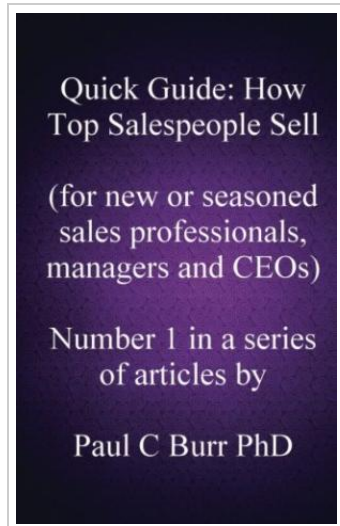 Quick Guide: How
Top Salespeople Sell
(for new or seasoned
sales professionals,
managers and CEOs)
Number 1 in a series
of articles by
Paul C Burr PhD